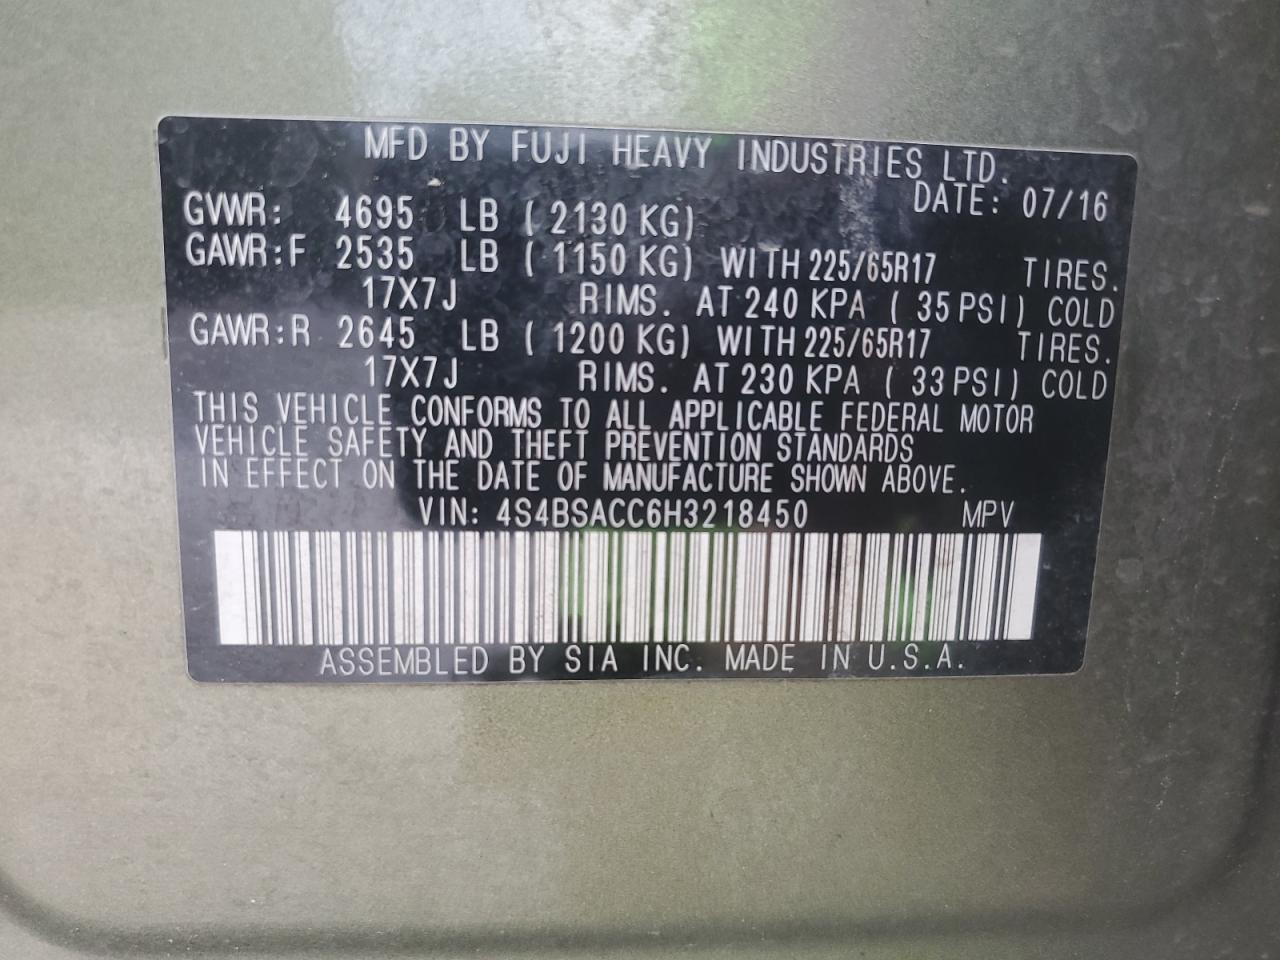 MFD BY FUJI HEAVY INDUSTRIES LTD.
DATE: 07/16
GVWR: 4695 LB ( 2130 KG)
GAWR:F 2535 LB ( 1150 KG) WITH 225/65R17 TIRES.
17X7J RIMS. AT 240 KPA ( 35 PSI) COLD
GAWR:R 2645 LB ( 1200 KG) WITH 225/65R17 TIRES.
17X7J RIMS. AT 230 KPA ( 33 PSI) COLD
THIS VEHICLE CONFORMS TO ALL APPLICABLE FEDERAL MOTOR
VEHICLE SAFETY AND THEFT PREVENTION STANDARDS
IN EFFECT ON THE DATE OF MANUFACTURE SHOWN ABOVE.
VIN: 4S4BSACC6H3218450 MPV
ASSEMBLED BY SIA INC. MADE IN U.S.A.